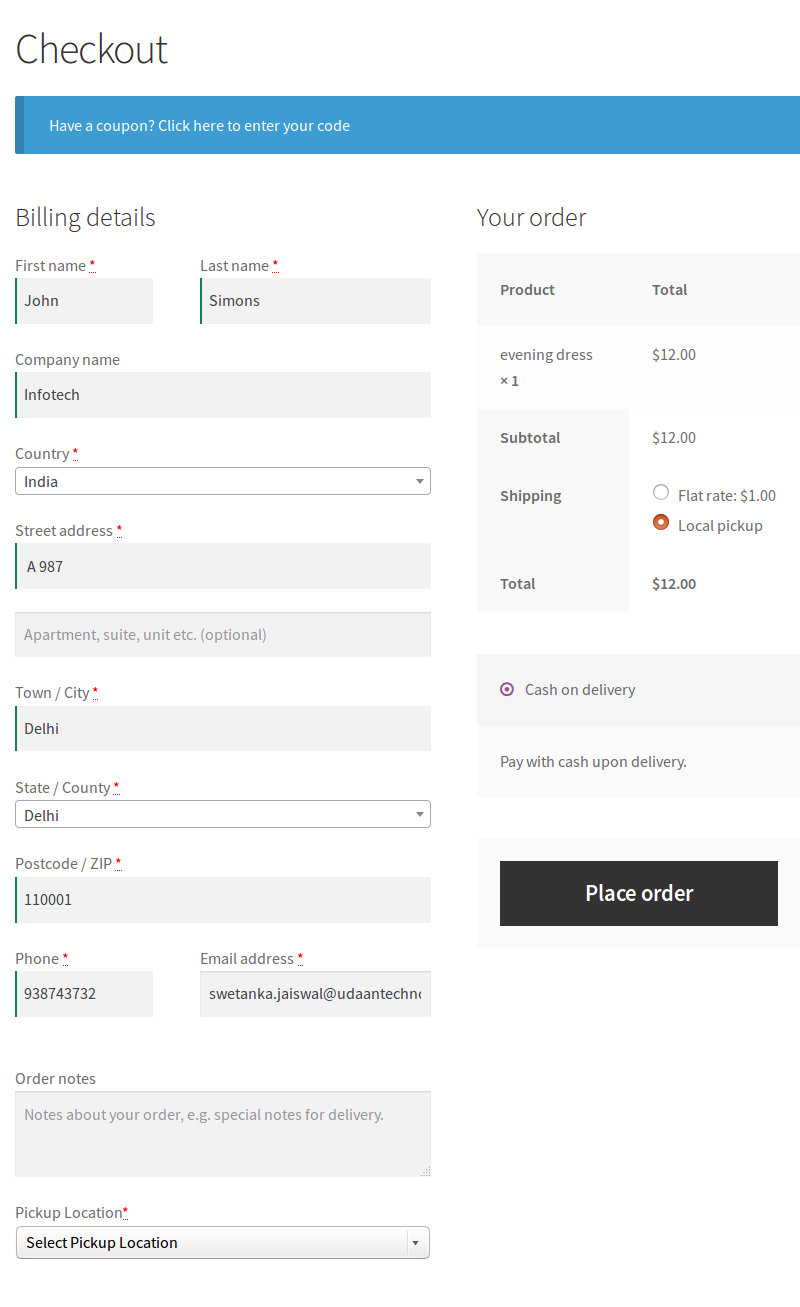 Checkout
Have a coupon? Click here to enter your code
Billing details
First name *
Last name *
John
Simons
Company name
Infotech
Country *
India
Street address *
A 987
Apartment, suite, unit etc. (optional)
Town / City *
Delhi
State / County *
Delhi
Postcode / ZIP *
110001
Phone *
Email address *
938743732
swetanka.jaiswal@udaantechno
Order notes
Notes about your order, e.g. special notes for delivery.
Pickup Location*
Select Pickup Location
Your order
Product Total
evening dress $12.00
× 1
Subtotal $12.00
Shipping Flat rate: $1.00
Local pickup
Total $12.00
Cash on delivery
Pay with cash upon delivery.
Place order